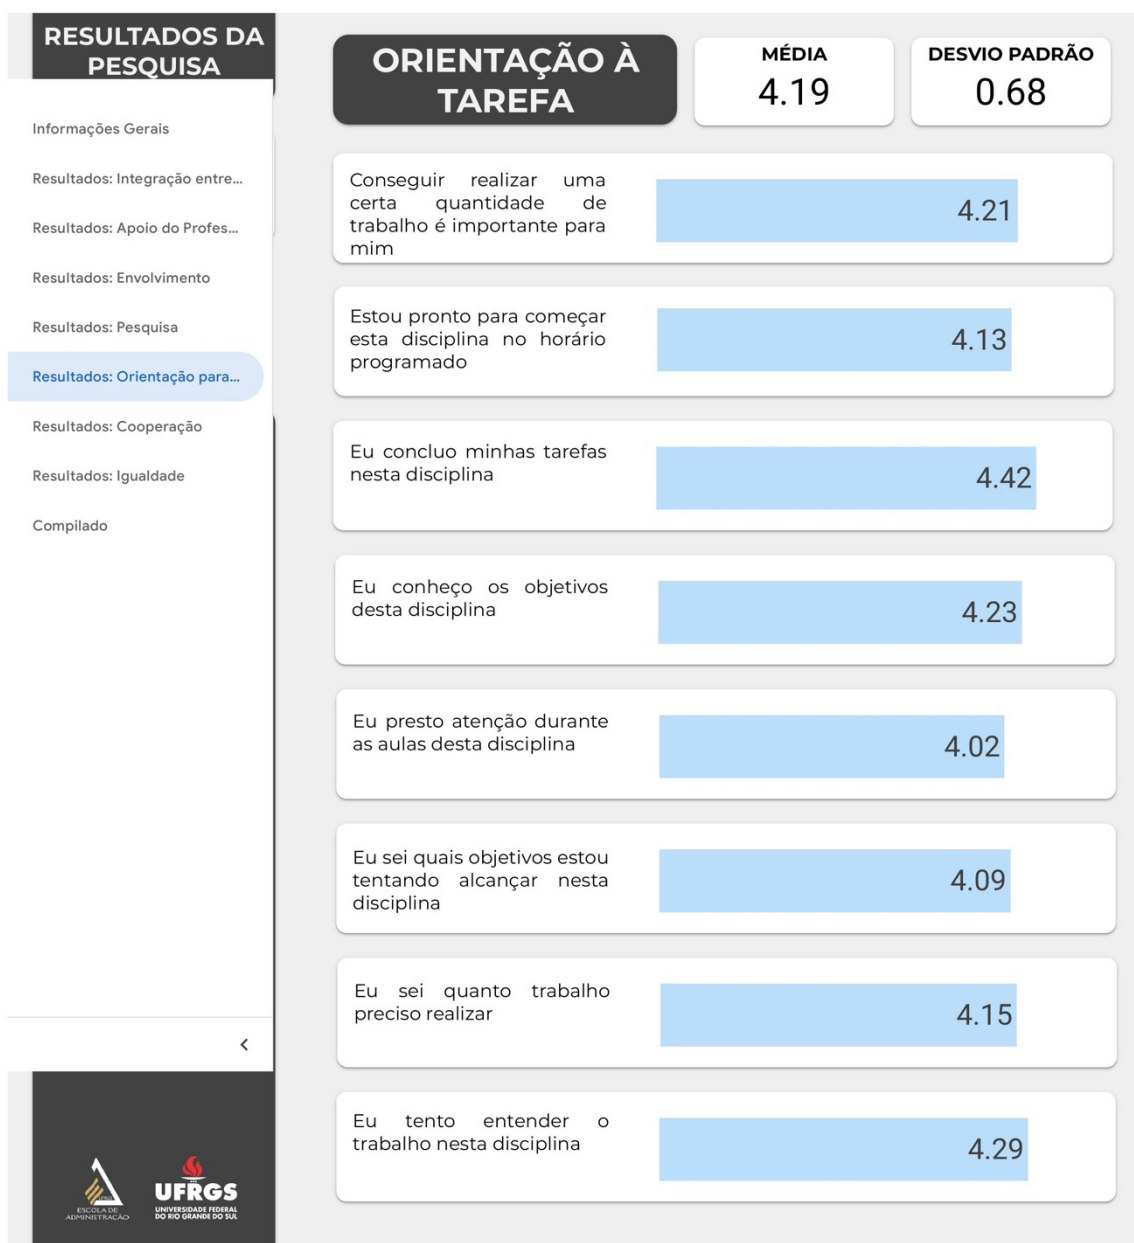 RESULTADOS DA
PESQUISA
Informações Gerais
Resultados: Integração entre...
Resultados: Apoio do Profes...
Resultados: Envolvimento
Resultados: Pesquisa
Resultados: Orientação para...
Resultados: Cooperação
Resultados: Igualdade
Compilado
ESCOLA DE
ADMINISTRAÇÃO
UFRGS
UNIVERSIDADE FEDERAL
DO RIO GRANDE DO SUL
ORIENTAÇÃO À
TAREFA
MÉDIA
4.19
DESVIO PADRÃO
0.68
Conseguir realizar uma
certa quantidade de
trabalho é importante para
mim
4.21
Estou pronto para começar
esta disciplina no horário
programado
4.13
Eu concluo minhas tarefas
nesta disciplina
4.42
Eu conheço os objetivos
desta disciplina
4.23
Eu presto atenção durante
as aulas desta disciplina
4.02
Eu sei quais objetivos estou
tentando alcançar nesta
disciplina
4.09
Eu sei quanto trabalho
preciso realizar
4.15
Eu tento entender o
trabalho nesta disciplina
4.29